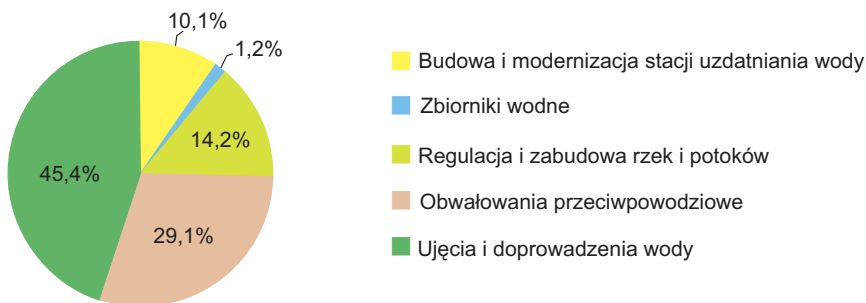 10,1%
1,2%
14,2%
29,1%
45,4%
Budowa i modernizacja stacji uzdatniania wody
Zbiorniki wodne
Regulacja i zabudowa rzek i potoków
Obwałowania przeciwpowodziowe
Ujęcia i doprowadzenia wody